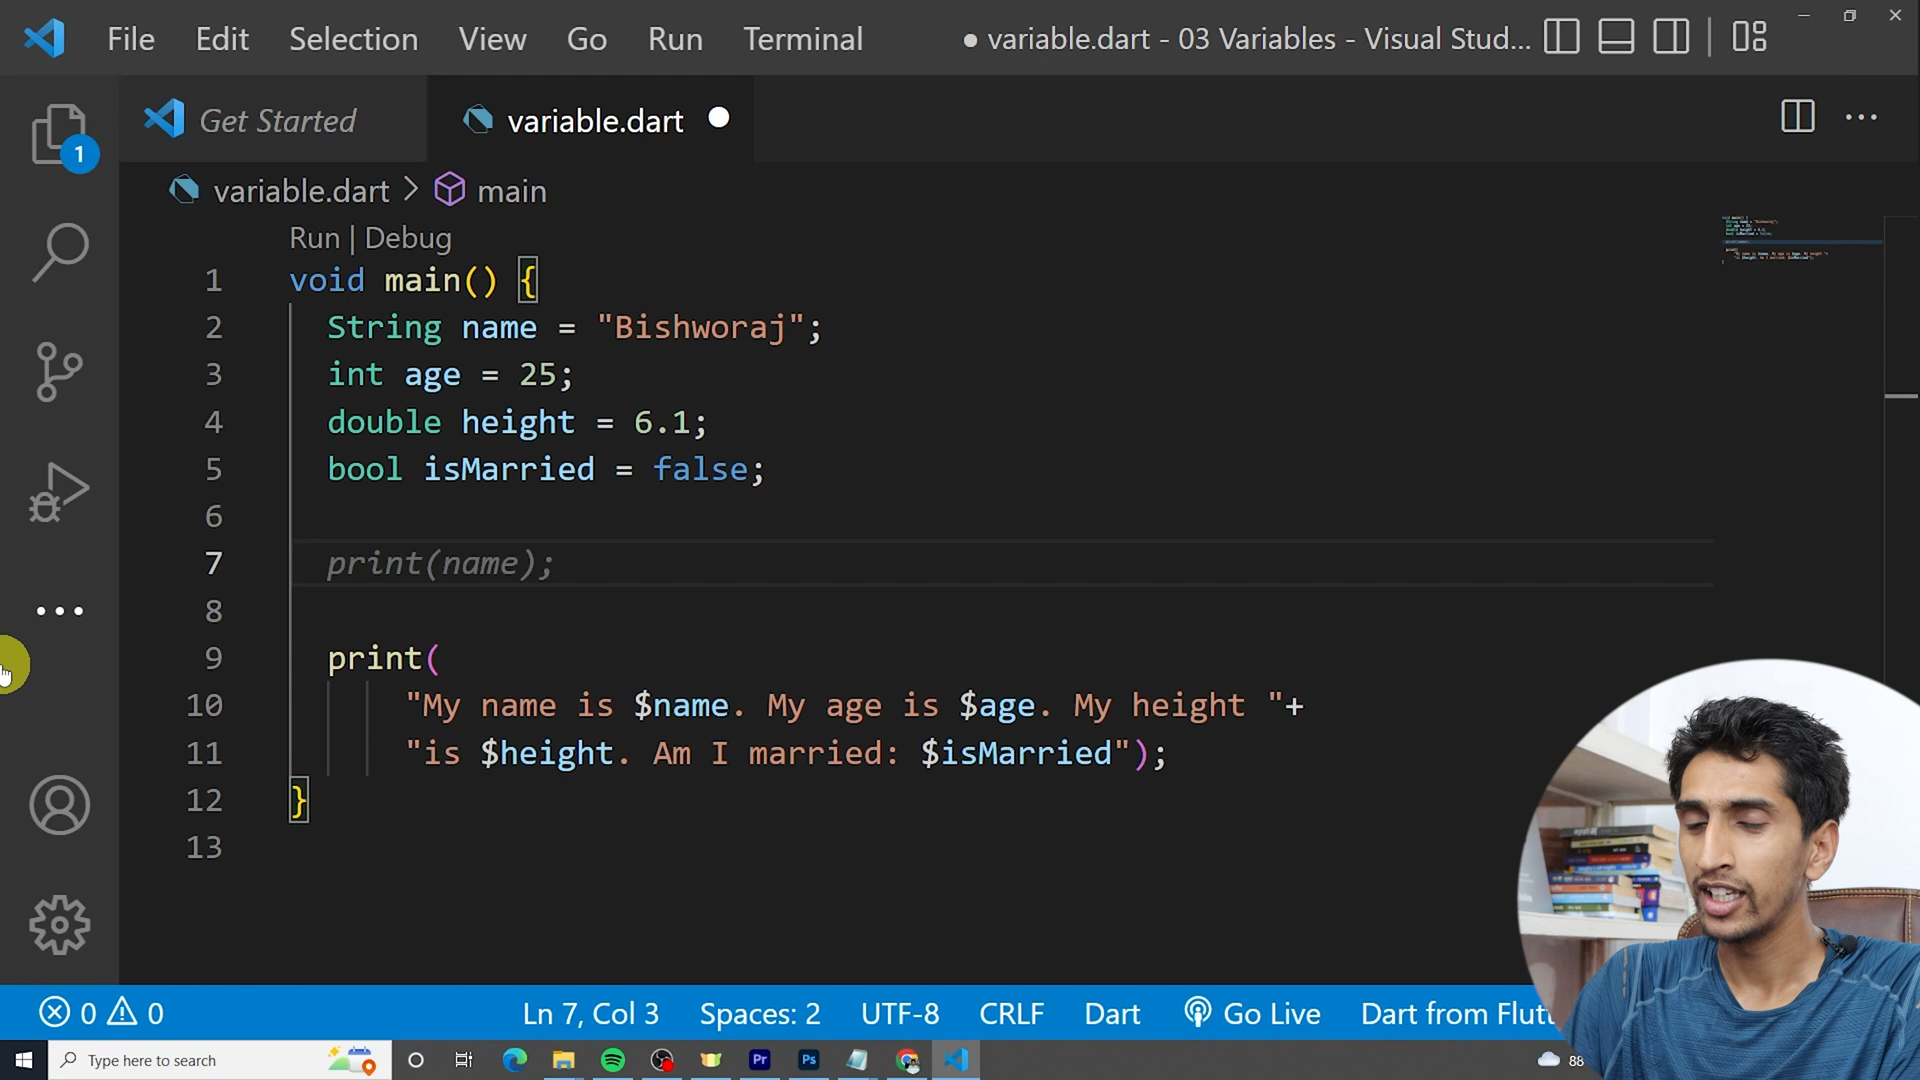 File Edit Selection View Go Run Terminal
● variable.dart - 03 Variables - Visual Stud...
Get Started
variable.dart
1
variable.dart > main
Run | Debug
1 void main() {
2 String name = "Bishworaj";
3 int age = 25;
4 double height = 6.1;
5 bool isMarried = false;
6
7 print(name);
8
9 print(
10 "My name is $name. My age is $age. My height "+
11 "is $height. Am I married: $isMarried");
12 }
13
0 0 Ln 7, Col 3 Spaces: 2 UTF-8 CRLF Dart Go Live Dart from Flutt
Type here to search
Pr Ps 88